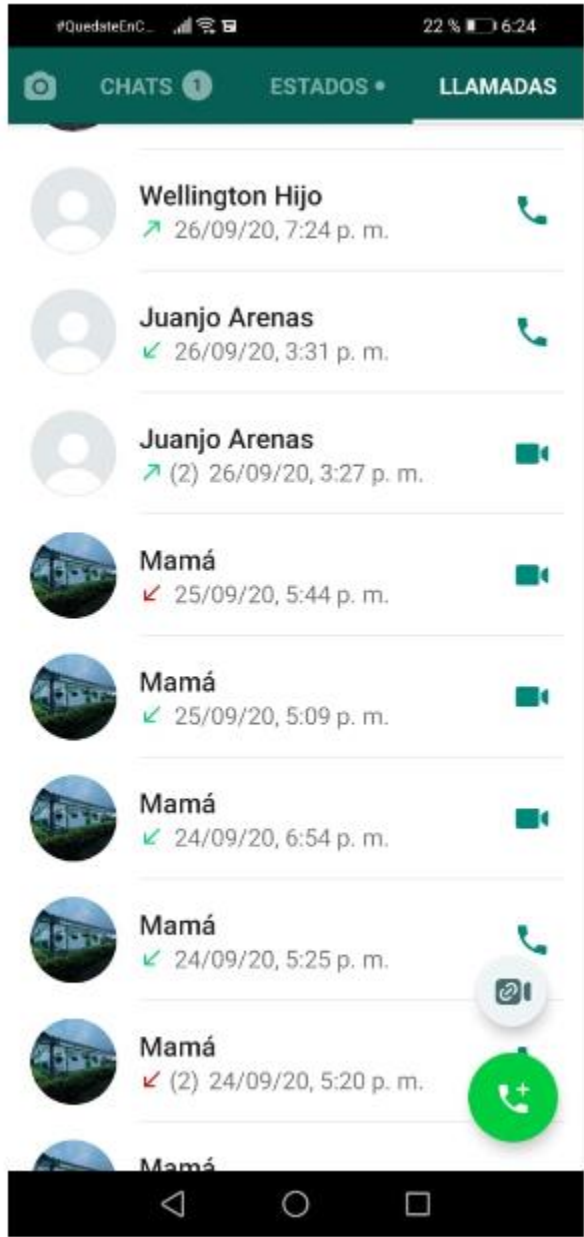 #QuedateEnC... 22 % 6:24
CHATS 1 ESTADOS • LLAMADAS
Wellington Hijo
26/09/20, 7:24 p. m.
Juanjo Arenas
26/09/20, 3:31 p. m.
Juanjo Arenas
(2) 26/09/20, 3:27 p. m.
Mamá
25/09/20, 5:44 p. m.
Mamá
25/09/20, 5:09 p. m.
Mamá
24/09/20, 6:54 p. m.
Mamá
24/09/20, 5:25 p. m.
Mamá
(2) 24/09/20, 5:20 p. m.
Mamá